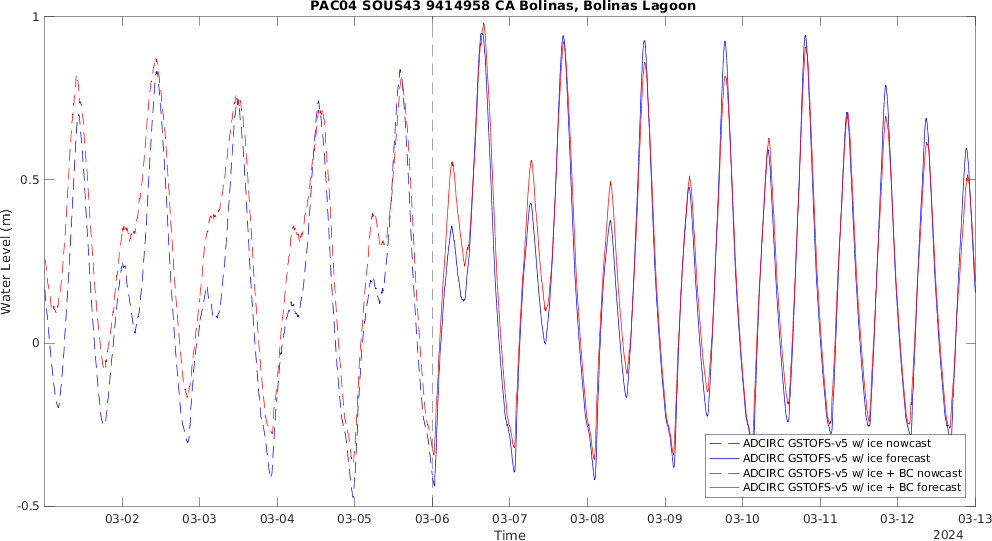 PAC04 SOUS43 9414958 CA Bolinas, Bolinas Lagoon
Water Level (m)
1
0.5
0
-0.5
03-02 03-03 03-04 03-05 03-06 03-07 03-08 03-09 03-10 03-11 03-12 03-13
Time
2024
ADCIRC GSTOFS-v5 w/ ice nowcast
ADCIRC GSTOFS-v5 w/ ice forecast
ADCIRC GSTOFS-v5 w/ ice + BC nowcast
ADCIRC GSTOFS-v5 w/ ice + BC forecast